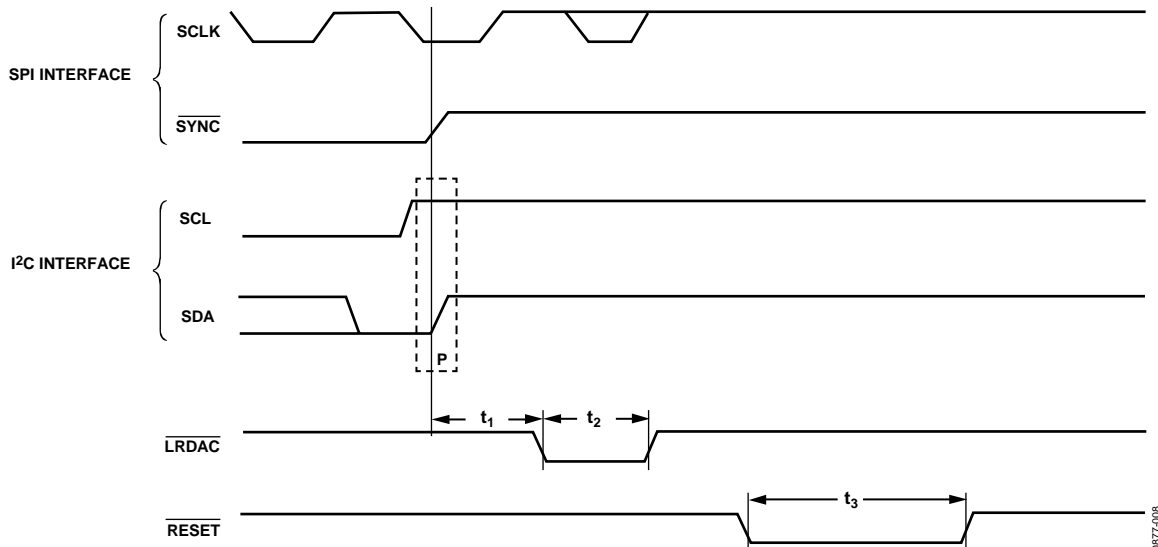 SCLK
SPI INTERFACE
SYNC
SCL
I²C INTERFACE
SDA
P
t₁
t₂
LRDAC
t₃
RESET